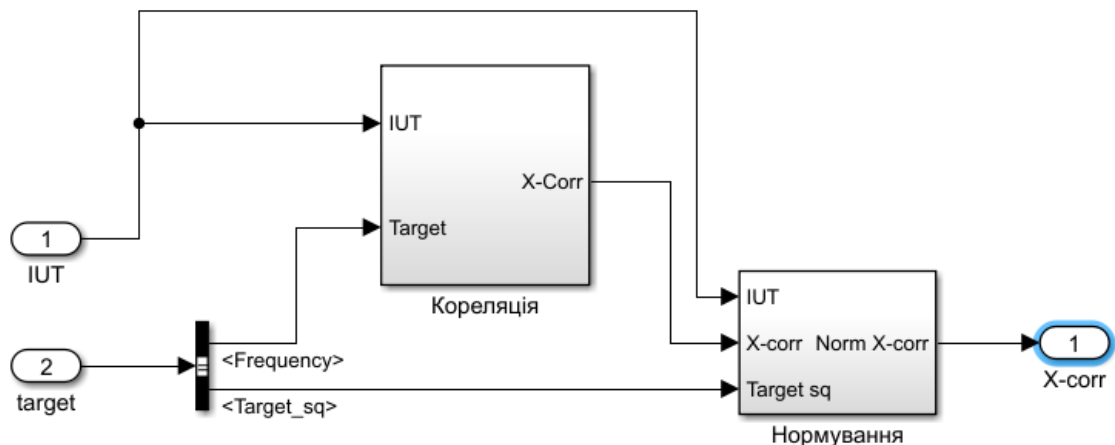 IUT
X-Corr
Target
Кореляція
1
IUT
2
target
<Frequency>
<Target_sq>
IUT
X-corr Norm X-corr
Target sq
Нормування
1
X-corr